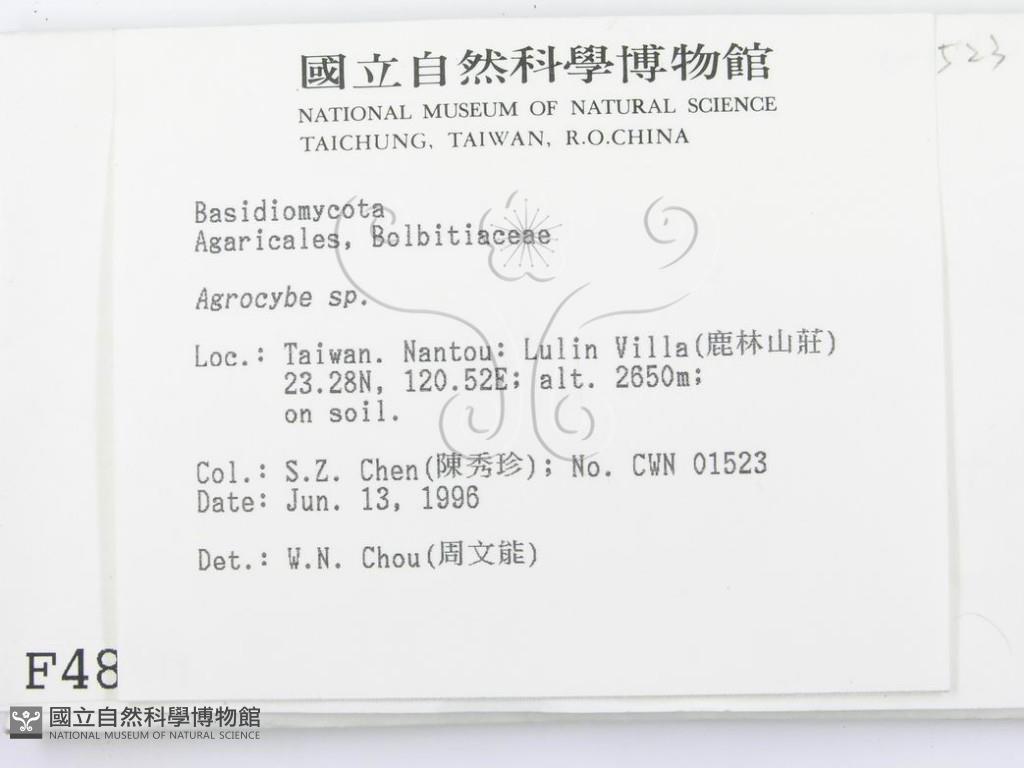 國立自然科學博物館
NATIONAL MUSEUM OF NATURAL SCIENCE
TAICHUNG, TAIWAN, R.O.CHINA
523
Basidiomycota
Agaricales, Bolbitiaceae
Agrocybe sp.
Loc.: Taiwan. Nantou: Lulin Villa(鹿林山莊)
23.28N, 120.52E; alt. 2650m;
on soil.
Col.: S.Z. Chen(陳秀珍); No. CWN 01523
Date: Jun. 13, 1996
Det.: W.N. Chou(周文能)
F48
國立自然科學博物館
NATIONAL MUSEUM OF NATURAL SCIENCE